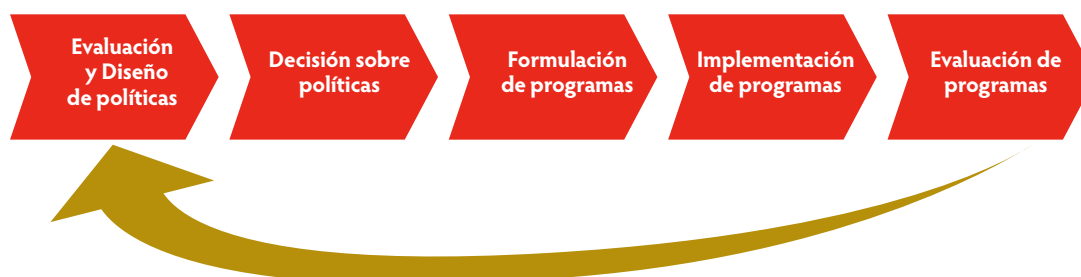 Evaluación
y Diseño
de políticas
Decisión sobre
políticas
Formulación
de programas
Implementación
de programas
Evaluación de
programas